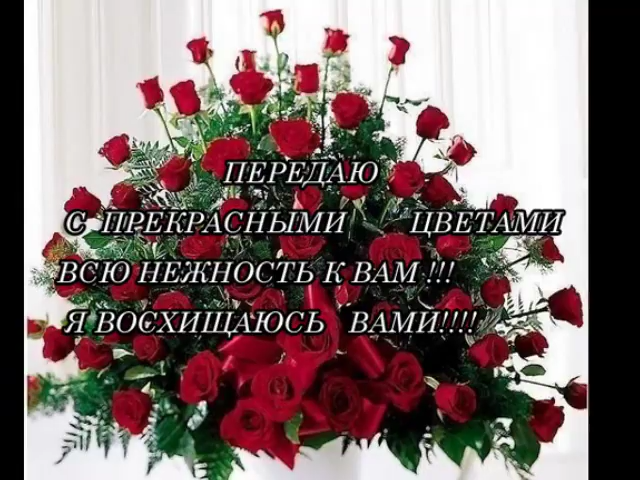 ПЕРЕДАЮ
С ПРЕКРАСНЫМИ ЦВЕТАМИ
ВСЮ НЕЖНОСТЬ К ВАМ !!!
Я ВОСХИЩАЮСЬ ВАМИ!!!!